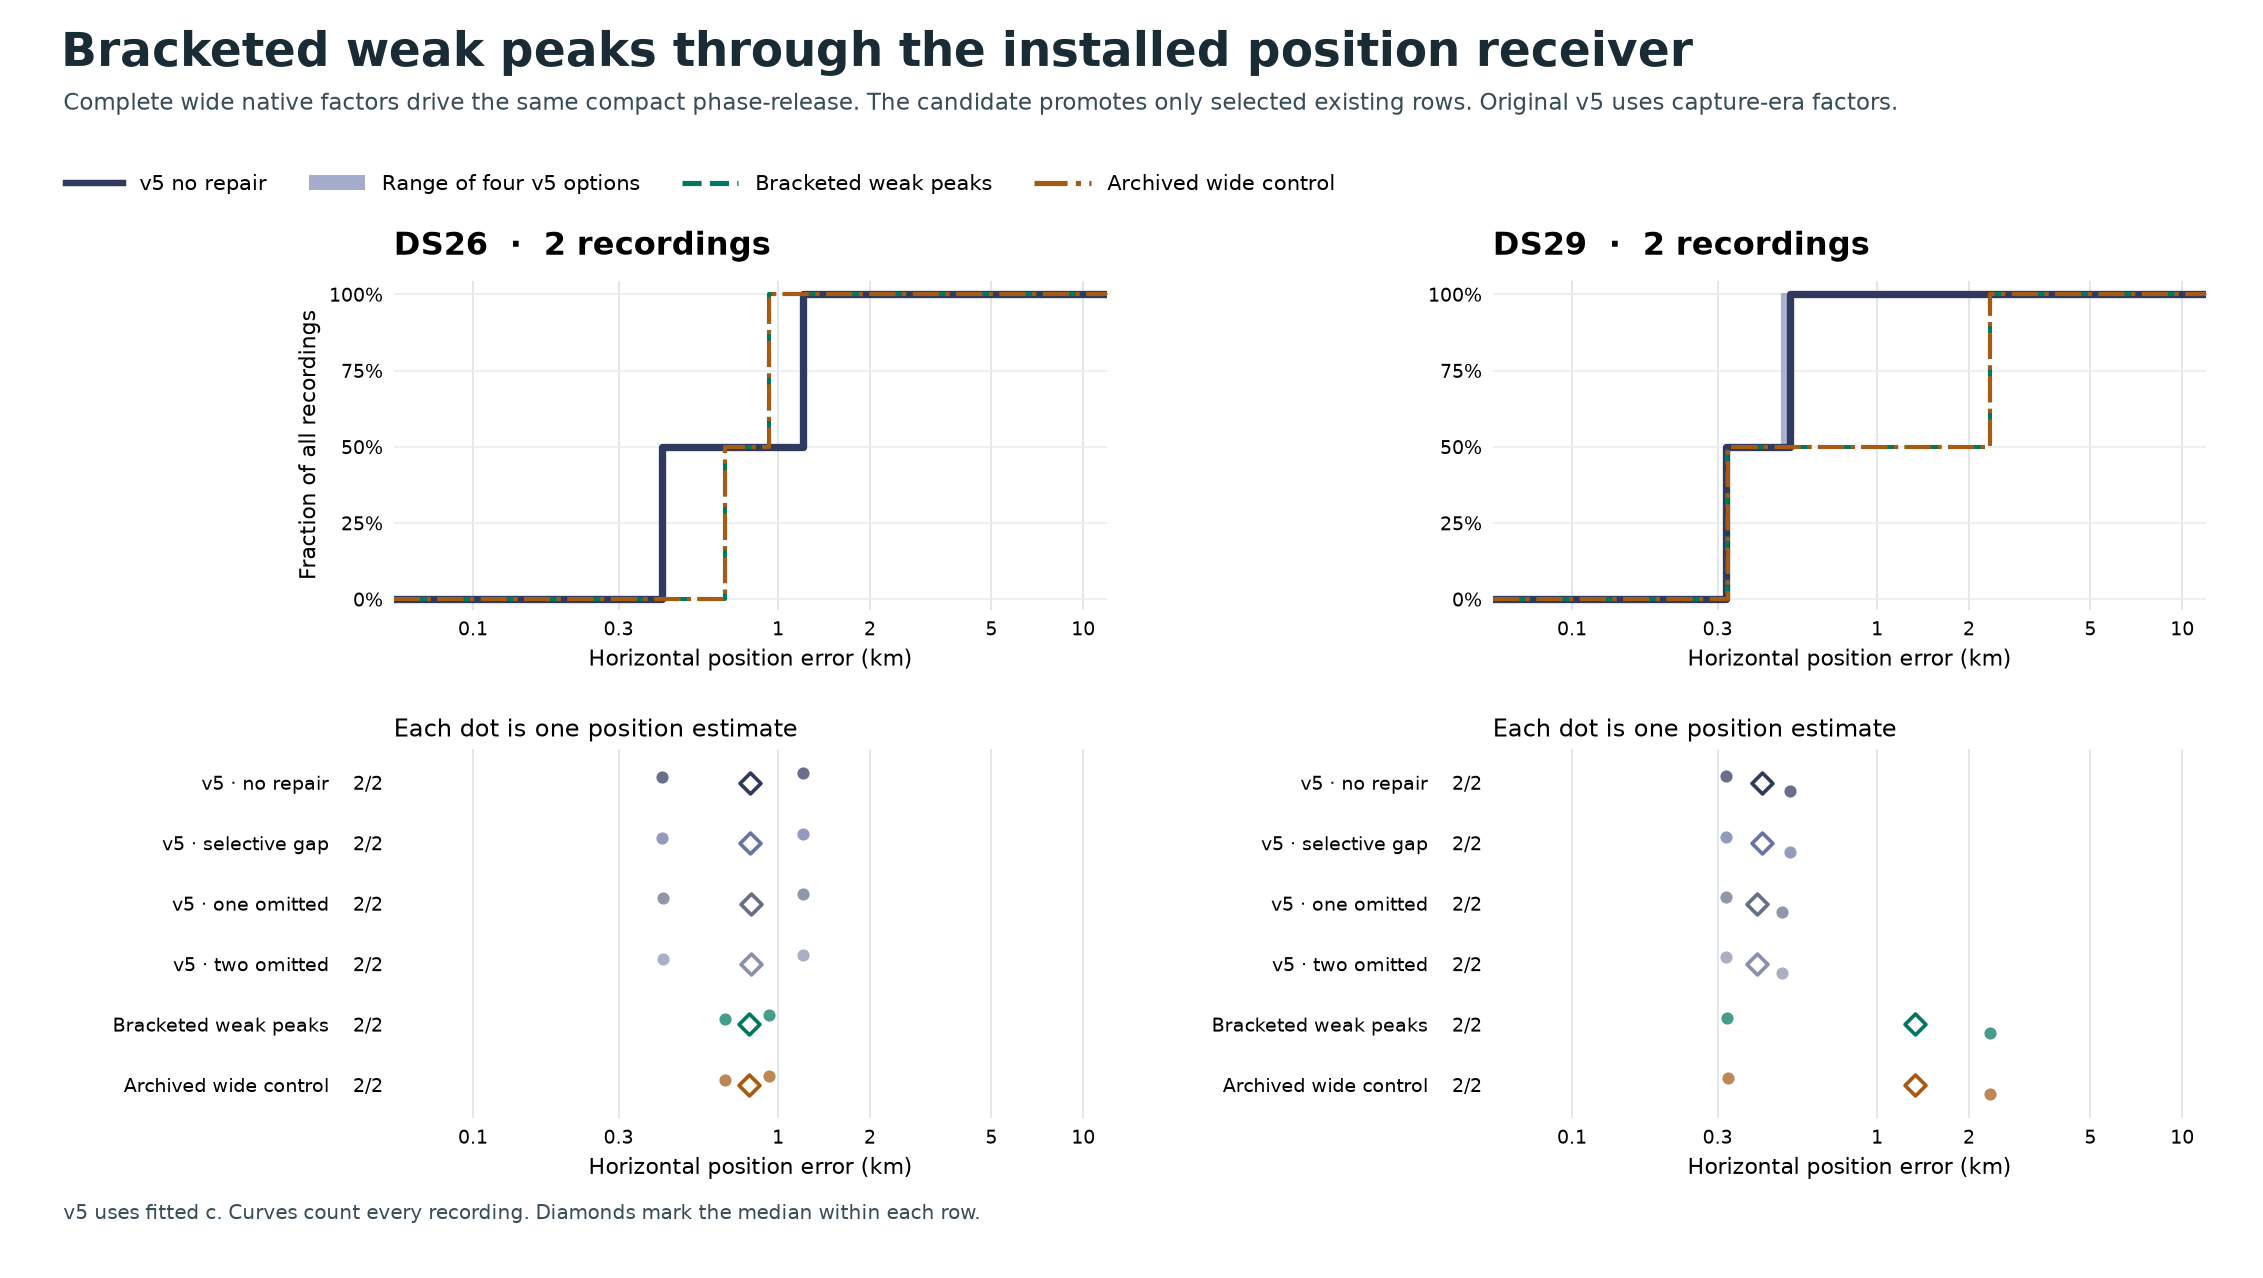 Bracketed weak peaks through the installed position receiver
Complete wide native factors drive the same compact phase-release. The candidate promotes only selected existing rows. Original v5 uses capture-era factors.
v5 no repair
Range of four v5 options
Bracketed weak peaks
Archived wide control
DS26 · 2 recordings
100%
75%
50%
25%
0%
Fraction of all recordings
0.1 0.3 1 2 5 10
Horizontal position error (km)
DS29 · 2 recordings
100%
75%
50%
25%
0%
0.1 0.3 1 2 5 10
Horizontal position error (km)
Each dot is one position estimate
v5 · no repair 2/2
v5 · selective gap 2/2
v5 · one omitted 2/2
v5 · two omitted 2/2
Bracketed weak peaks 2/2
Archived wide control 2/2
0.1 0.3 1 2 5 10
Horizontal position error (km)
Each dot is one position estimate
v5 · no repair 2/2
v5 · selective gap 2/2
v5 · one omitted 2/2
v5 · two omitted 2/2
Bracketed weak peaks 2/2
Archived wide control 2/2
0.1 0.3 1 2 5 10
Horizontal position error (km)
v5 uses fitted c. Curves count every recording. Diamonds mark the median within each row.